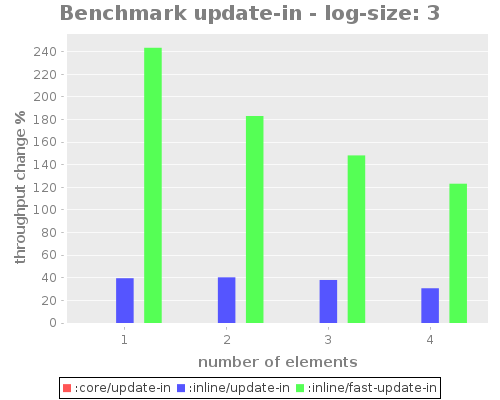 Benchmark update-in - log-size: 3
throughput change %
240
220
200
180
160
140
120
100
80
60
40
20
0
1 2 3 4
number of elements
:core/update-in :inline/update-in :inline/fast-update-in